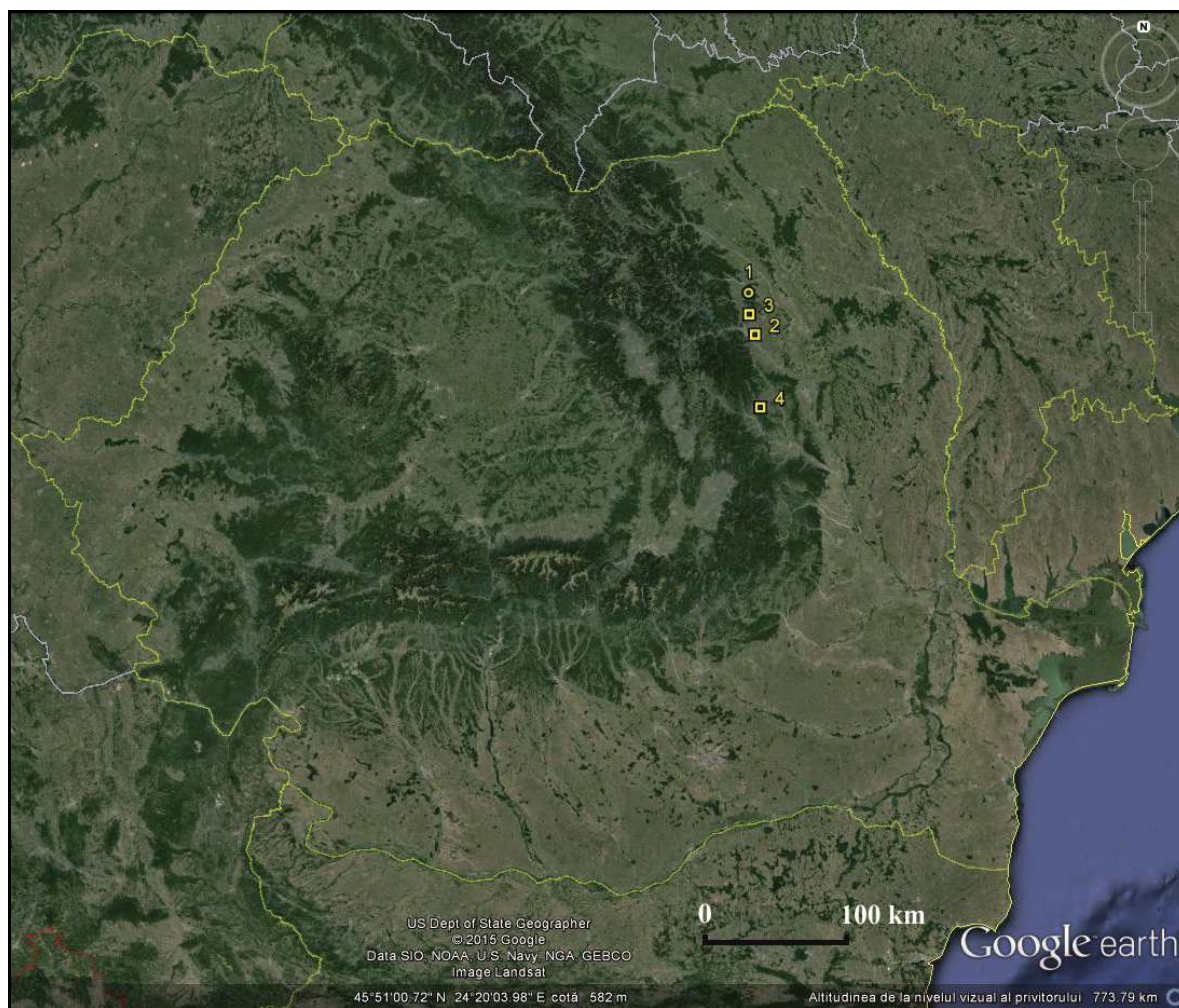 N
1
3
2
4
0 100 km
US Dept of State Geographer
© 2015 Google
Data SIO, NOAA, U.S. Navy, NGA, GEBCO
Image Landsat
Google earth
45°51'00.72" N 24°20'03.98" E cotă 582 m Altitudinea de la nivelul vizual al privitorului 773.79 km